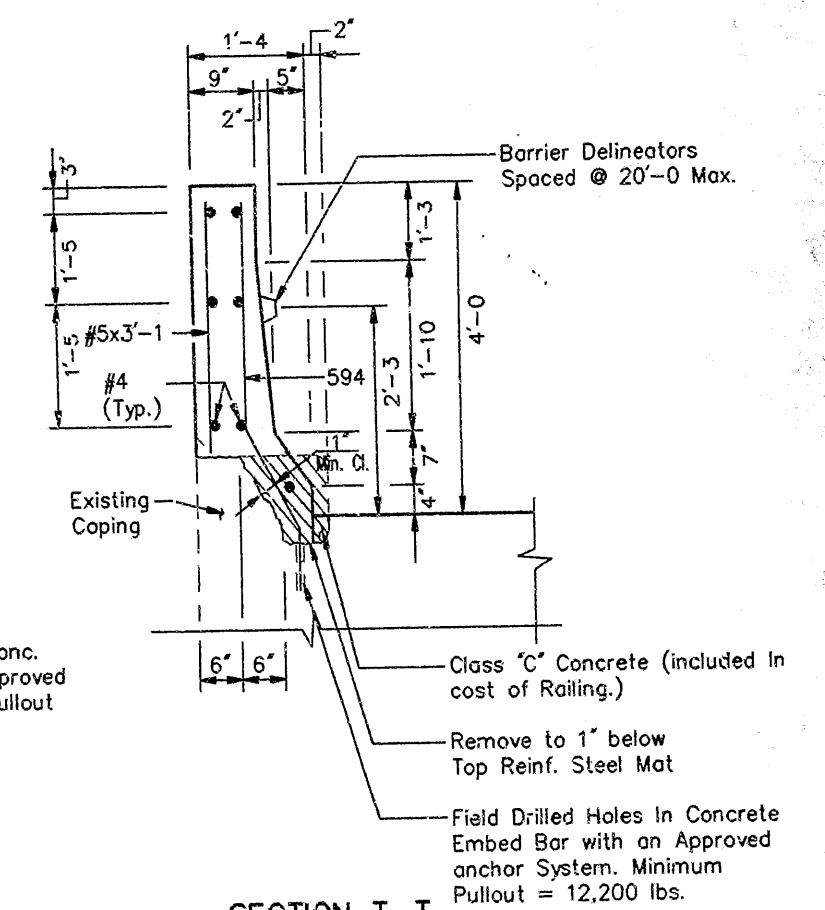 2"
1'-4
9"
5"
2"
Barrier Delineators
Spaced @ 20'-0 Max.
3"
1'-3
1'-5
4'-0
1'-10
#5x3'-1
1'-5
2'-3
594
#4
(Typ.)
1"
Min. Cl.
7"
4"
Existing
Coping
onc.
proved
ullout
6"
6"
Class "C" Concrete (included In
cost of Railing.)
Remove to 1" below
Top Reinf. Steel Mat
Field Drilled Holes In Concrete
Embed Bar with an Approved
anchor System. Minimum
Pullout = 12,200 lbs.